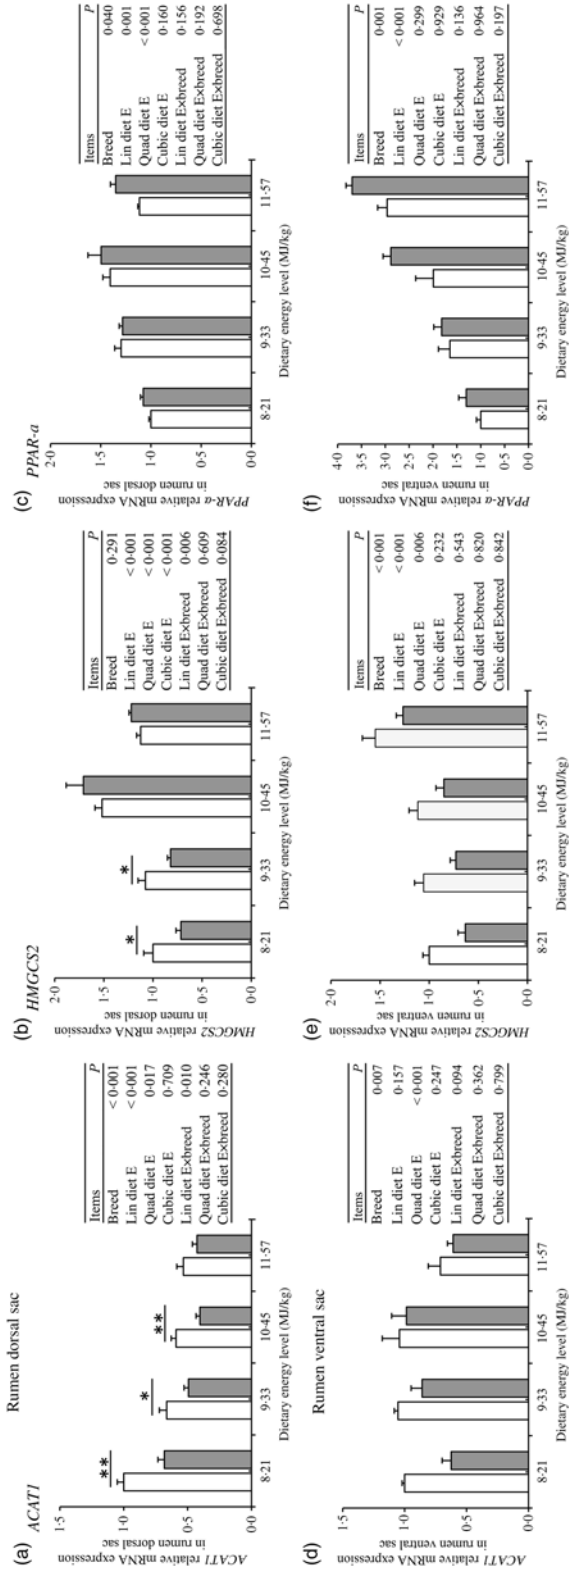 Rumen dorsal sac
(a) ACAT1
ACAT1 relative mRNA expression
in rumen dorsal sac
1·5
1·0
0·5
0·0
**
*
**
8·21 9·33 10·45 11·57
Dietary energy level (MJ/kg)
Items P
Breed < 0·001
Lin diet E < 0·001
Quad diet E 0·017
Cubic diet E 0·709
Lin diet E×breed 0·010
Quad diet E×breed 0·246
Cubic diet E×breed 0·280
(b) HMGCS2
HMGCS2 relative mRNA expression
in rumen dorsal sac
2·0
1·5
1·0
0·5
0·0
*
*
8·21 9·33 10·45 11·57
Dietary energy level (MJ/kg)
Items P
Breed 0·291
Lin diet E < 0·001
Quad diet E < 0·001
Cubic diet E < 0·001
Lin diet E×breed 0·006
Quad diet E×breed 0·609
Cubic diet E×breed 0·084
(c) PPAR-a
PPAR-a relative mRNA expression
in rumen dorsal sac
2·0
1·5
1·0
0·5
0·0
8·21 9·33 10·45 11·57
Dietary energy level (MJ/kg)
Items P
Breed 0·040
Lin diet E 0·001
Quad diet E < 0·001
Cubic diet E 0·160
Lin diet E×breed 0·156
Quad diet E×breed 0·192
Cubic diet E×breed 0·698
Rumen ventral sac
(d)
ACAT1 relative mRNA expression
in rumen ventral sac
1·5
1·0
0·5
0·0
8·21 9·33 10·45 11·57
Dietary energy level (MJ/kg)
Items P
Breed 0·007
Lin diet E 0·157
Quad diet E < 0·001
Cubic diet E 0·247
Lin diet E×breed 0·094
Quad diet E×breed 0·362
Cubic diet E×breed 0·799
(e)
HMGCS2 relative mRNA expression
in rumen ventral sac
2·0
1·5
1·0
0·5
0·0
8·21 9·33 10·45 11·57
Dietary energy level (MJ/kg)
Items P
Breed < 0·001
Lin diet E < 0·001
Quad diet E 0·006
Cubic diet E 0·232
Lin diet E×breed 0·543
Quad diet E×breed 0·820
Cubic diet E×breed 0·842
(f)
PPAR-a relative mRNA expression
in rumen ventral sac
4·0
3·5
3·0
2·5
2·0
1·5
1·0
0·5
0·0
8·21 9·33 10·45 11·57
Dietary energy level (MJ/kg)
Items P
Breed 0·001
Lin diet E < 0·001
Quad diet E 0·299
Cubic diet E 0·929
Lin diet E×breed 0·136
Quad diet E×breed 0·964
Cubic diet E×breed 0·197